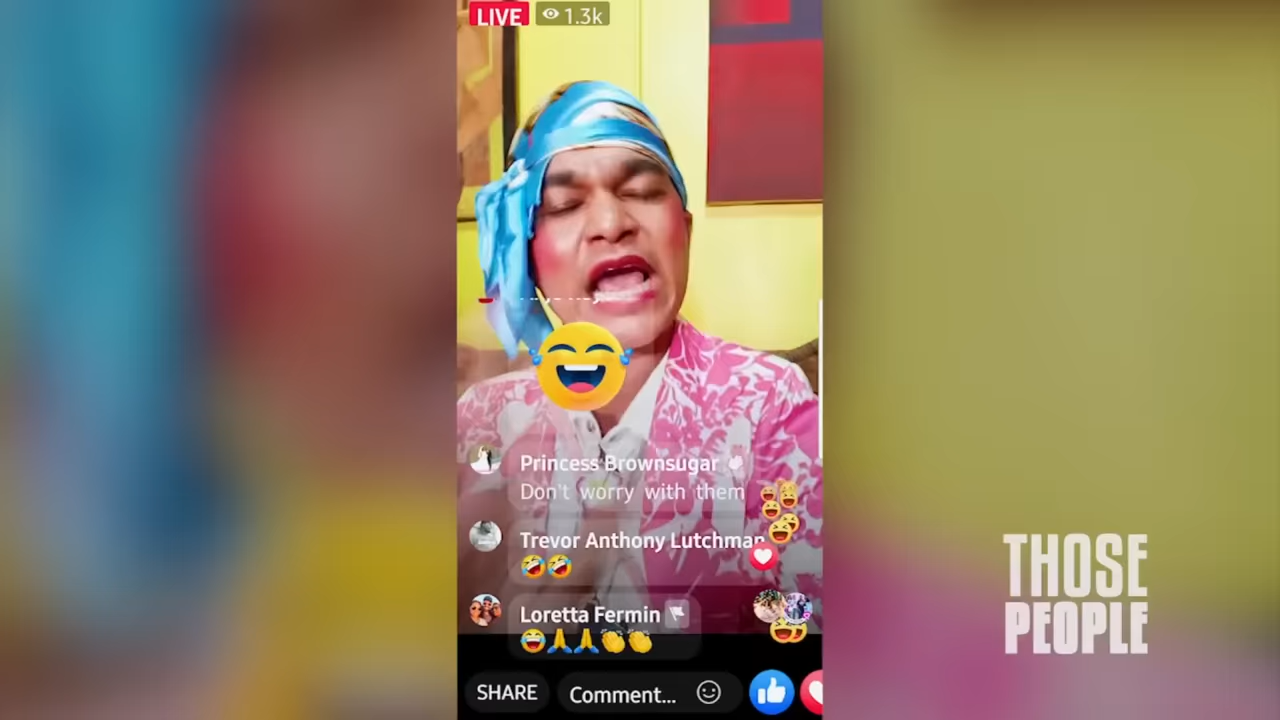 LIVE 1.3k
Princess Brownsugar
Don't worry with them
Trevor Anthony Lutchman
Loretta Fermin
SHARE Comment...
THOSE
PEOPLE